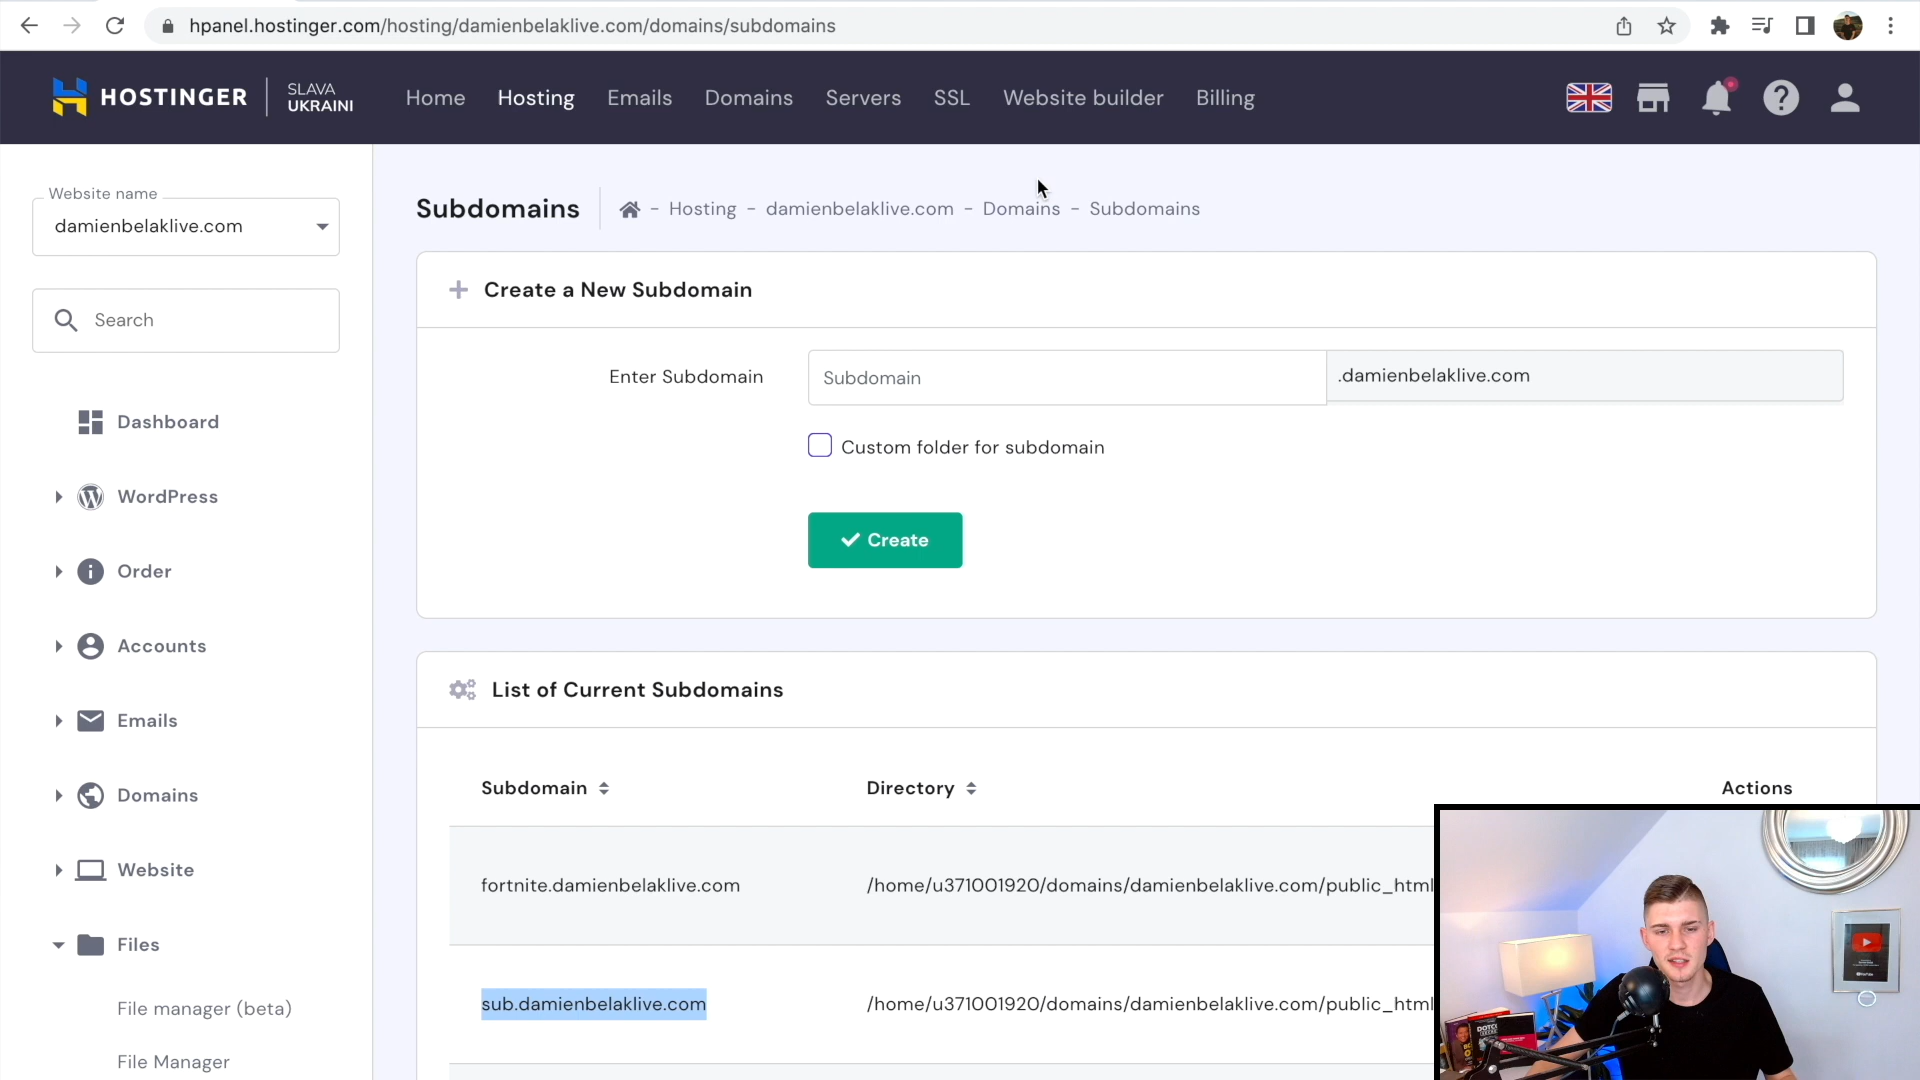 hpanel.hostinger.com/hosting/damienbelaklive.com/domains/subdomains
HOSTINGER
SLAVA
UKRAINI
Home
Hosting
Emails
Domains
Servers
SSL
Website builder
Billing
Website name
damienbelaklive.com
Search
Dashboard
WordPress
Order
Accounts
Emails
Domains
Website
Files
File manager (beta)
File Manager
Subdomains
- Hosting - damienbelaklive.com - Domains - Subdomains
Create a New Subdomain
Enter Subdomain
Subdomain
.damienbelaklive.com
Custom folder for subdomain
Create
List of Current Subdomains
Subdomain
Directory
Actions
fortnite.damienbelaklive.com
/home/u371001920/domains/damienbelaklive.com/public_html
sub.damienbelaklive.com
/home/u371001920/domains/damienbelaklive.com/public_html